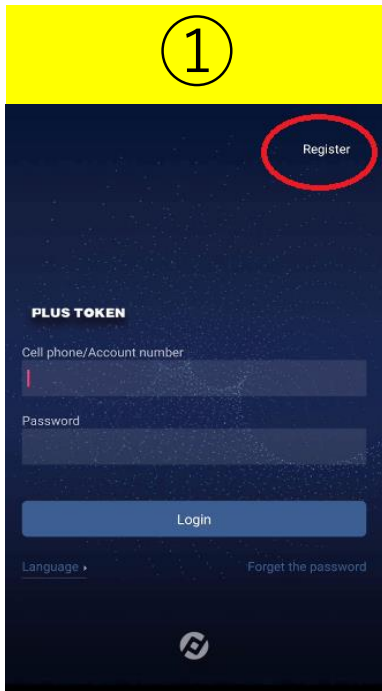 ①
Register
PLUS TOKEN
Cell phone/Account number
Password
Login
Language ▸
Forget the password